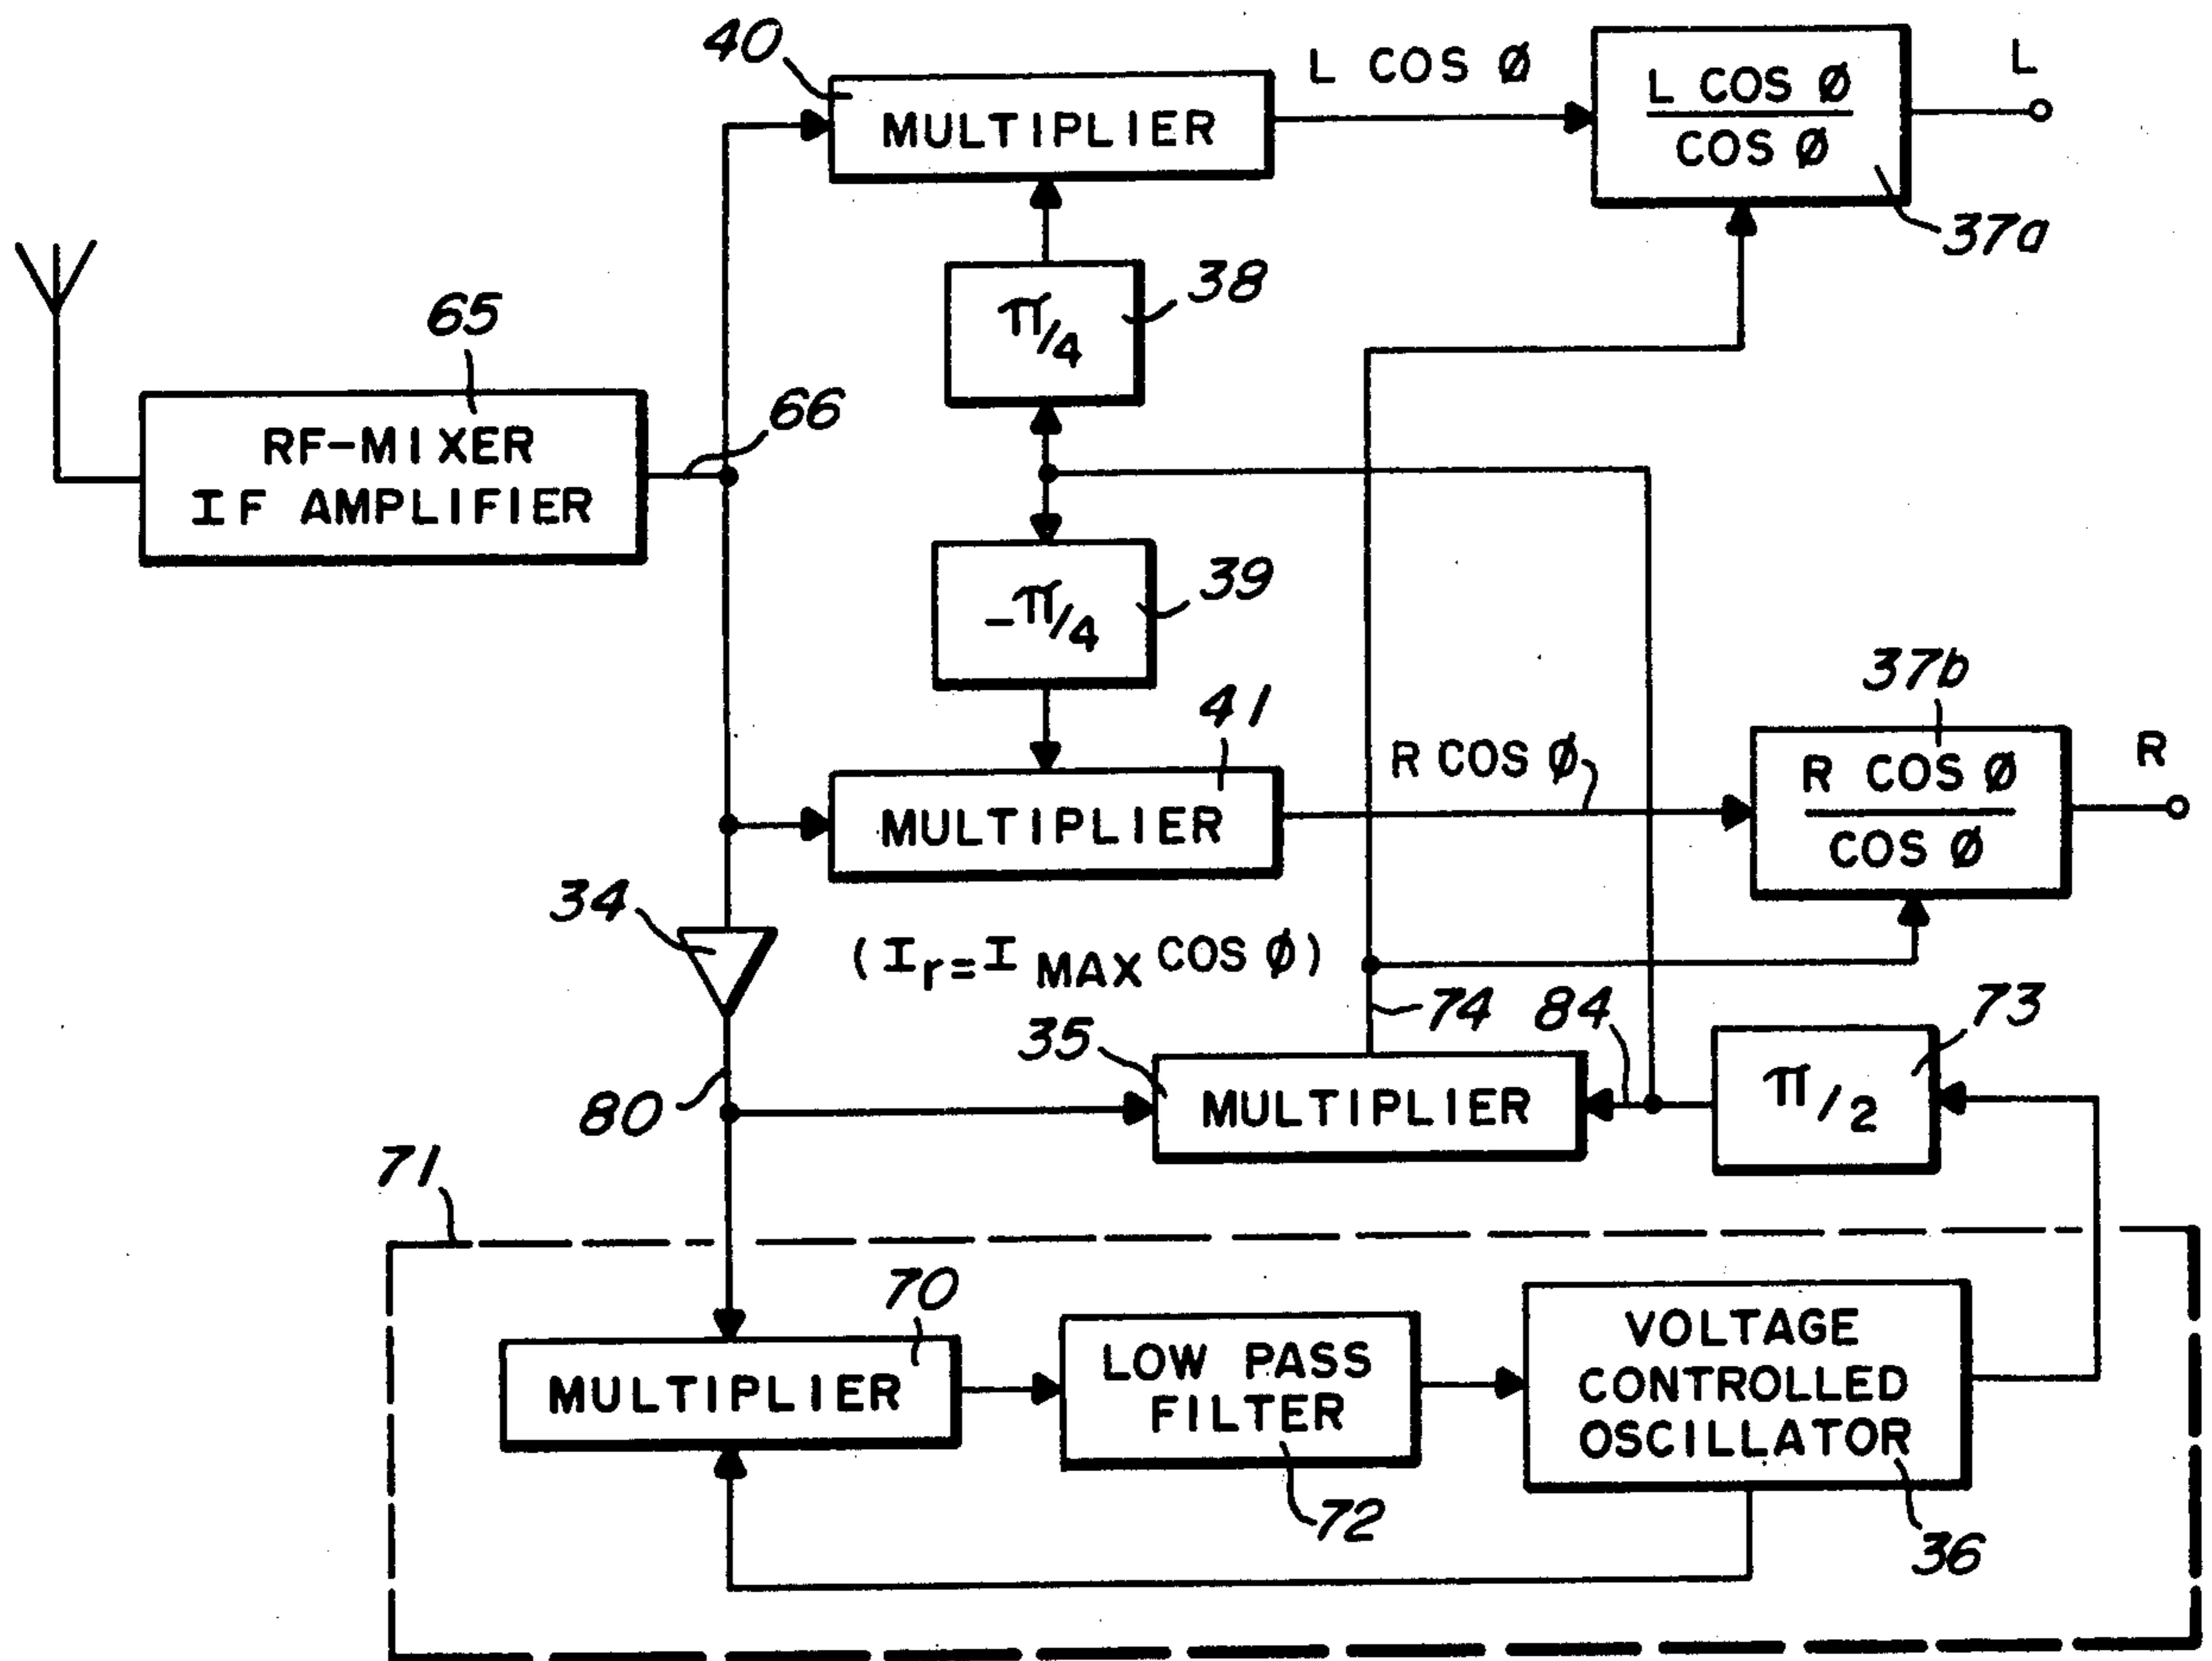 40
MULTIPLIER
L COS Ø
L COS Ø
COS Ø
L
37a
38
π/4
65
66
RF-MIXER
IF AMPLIFIER
39
-π/4
41
MULTIPLIER
R COS Ø
37b
R COS Ø
COS Ø
R
34
(Ir=I MAX COS Ø)
74
84
73
35
MULTIPLIER
π/2
80
71
70
MULTIPLIER
LOW PASS
FILTER
72
VOLTAGE
CONTROLLED
OSCILLATOR
36